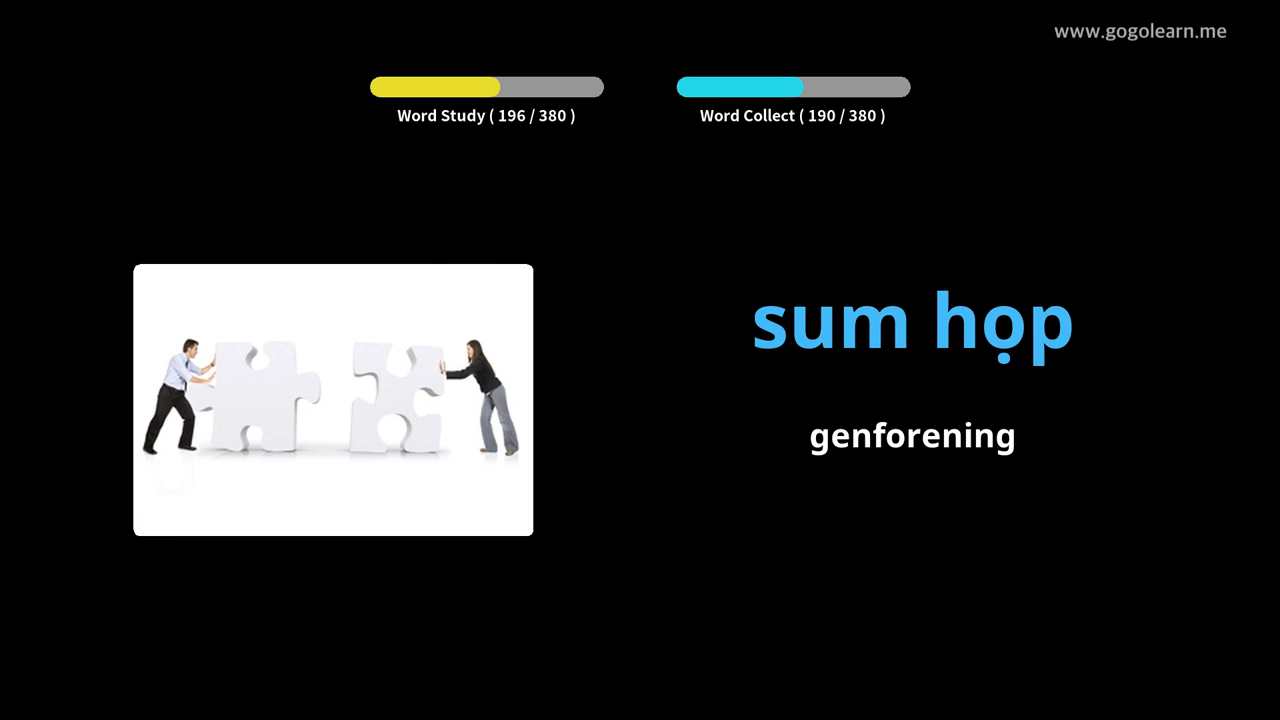 www.gogolearn.me
Word Study ( 196 / 380 )
Word Collect ( 190 / 380 )
sum họp
genforening